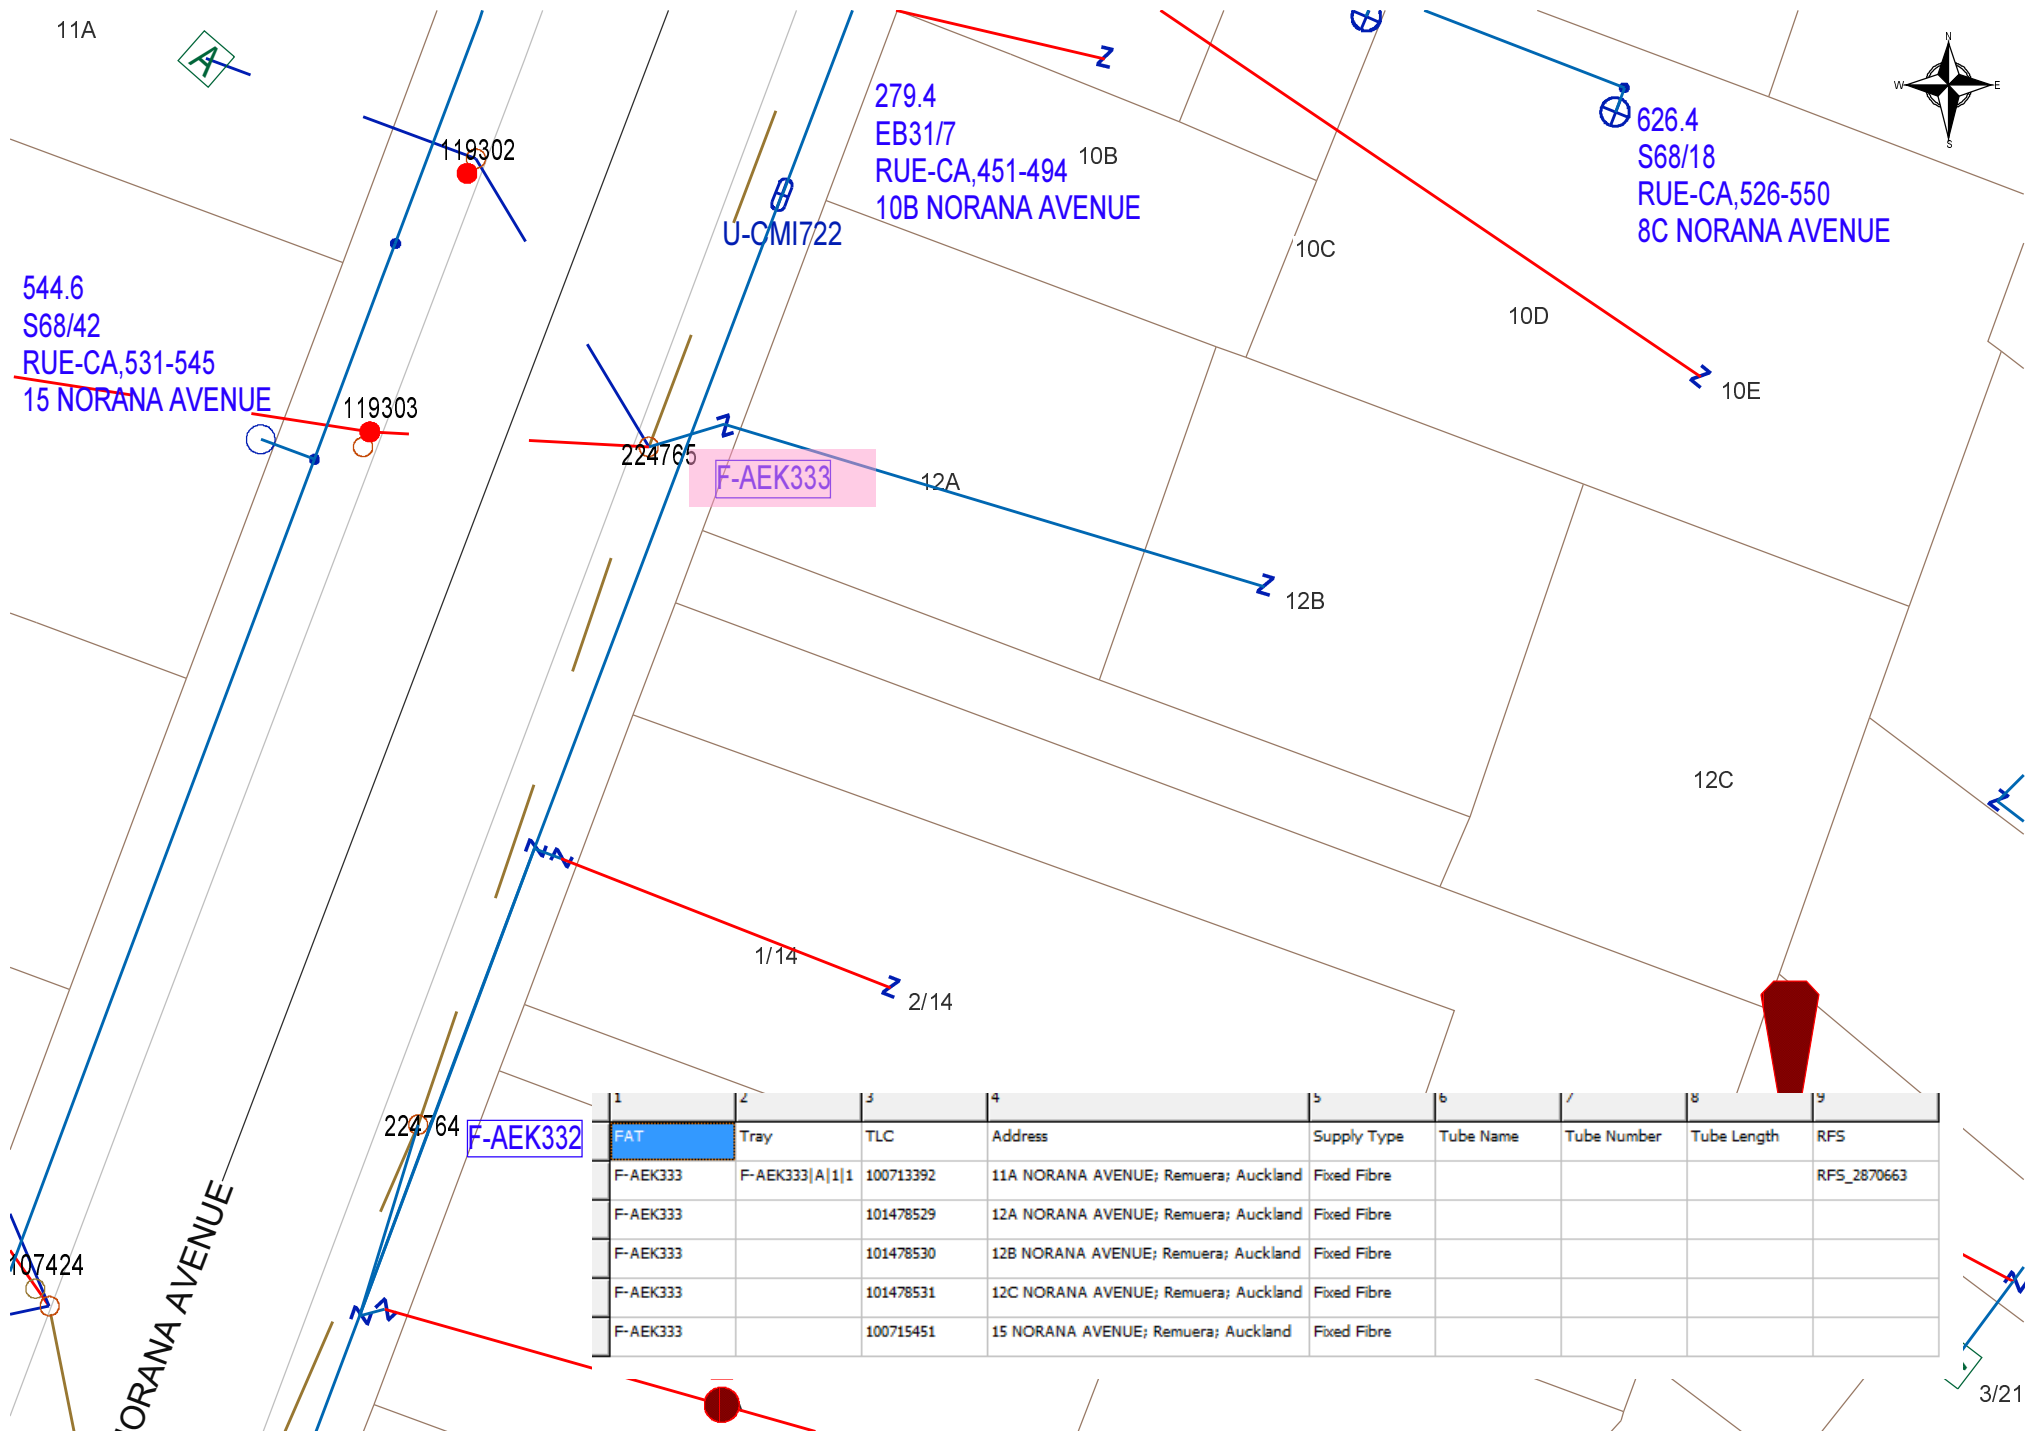 11A
A
N
W
E
S
119302
279.4
EB31/7
RUE-CA,451-494
10B NORANA AVENUE
10B
626.4
S68/18
RUE-CA,526-550
8C NORANA AVENUE
U-CMI722
10C
544.6
S68/42
RUE-CA,531-545
15 NORANA AVENUE
10D
10E
119303
224765
F-AEK333
12A
12B
12C
1/14
2/14
224764
F-AEK332
107424
NORANA AVENUE
1 2 3 4 5 6 7 8 9
FAT Tray TLC Address Supply Type Tube Name Tube Number Tube Length RFS
F-AEK333 F-AEK333|A|1|1 100713392 11A NORANA AVENUE; Remuera; Auckland Fixed Fibre RFS_2870663
F-AEK333 101478529 12A NORANA AVENUE; Remuera; Auckland Fixed Fibre
F-AEK333 101478530 12B NORANA AVENUE; Remuera; Auckland Fixed Fibre
F-AEK333 101478531 12C NORANA AVENUE; Remuera; Auckland Fixed Fibre
F-AEK333 100715451 15 NORANA AVENUE; Remuera; Auckland Fixed Fibre
3/21